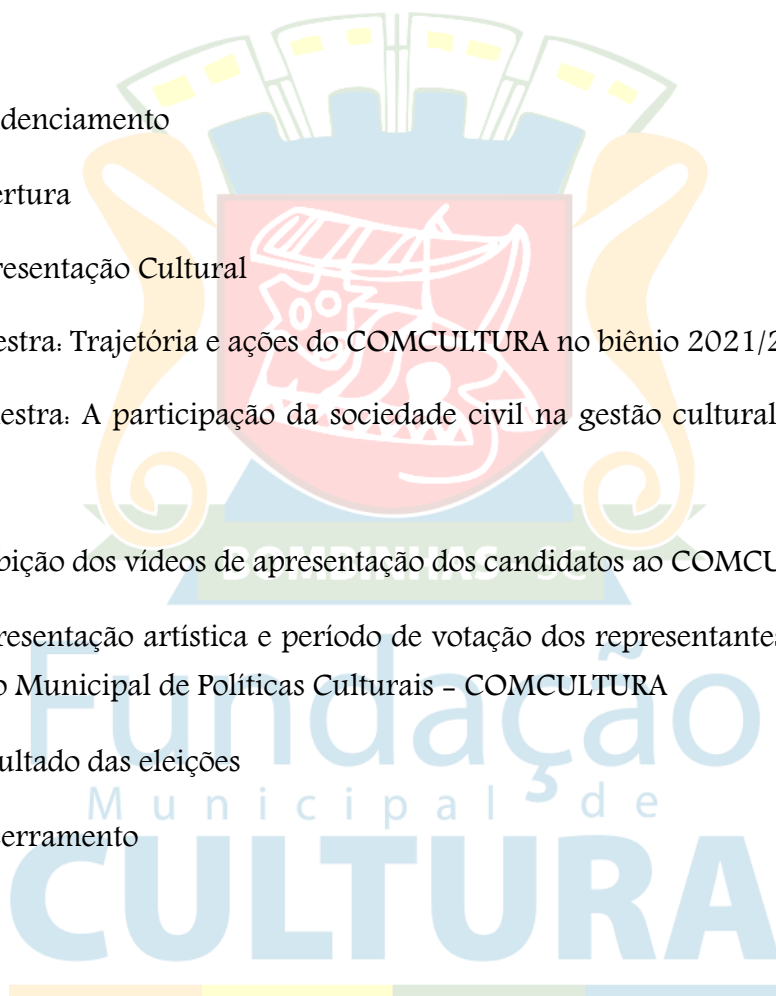 denciamento
ertura
resentação Cultural
estra: Trajetória e ações do COMCULTURA no biênio 2021/2
lestra: A participação da sociedade civil na gestão cultural
bição dos vídeos de apresentação dos candidatos ao COMCU
BOMBINHAS SC
resentação artística e período de votação dos representantes
o Municipal de Políticas Culturais - COMCULTURA
ultado das eleições
erramento
Fundação
Municipal de
CULTURA